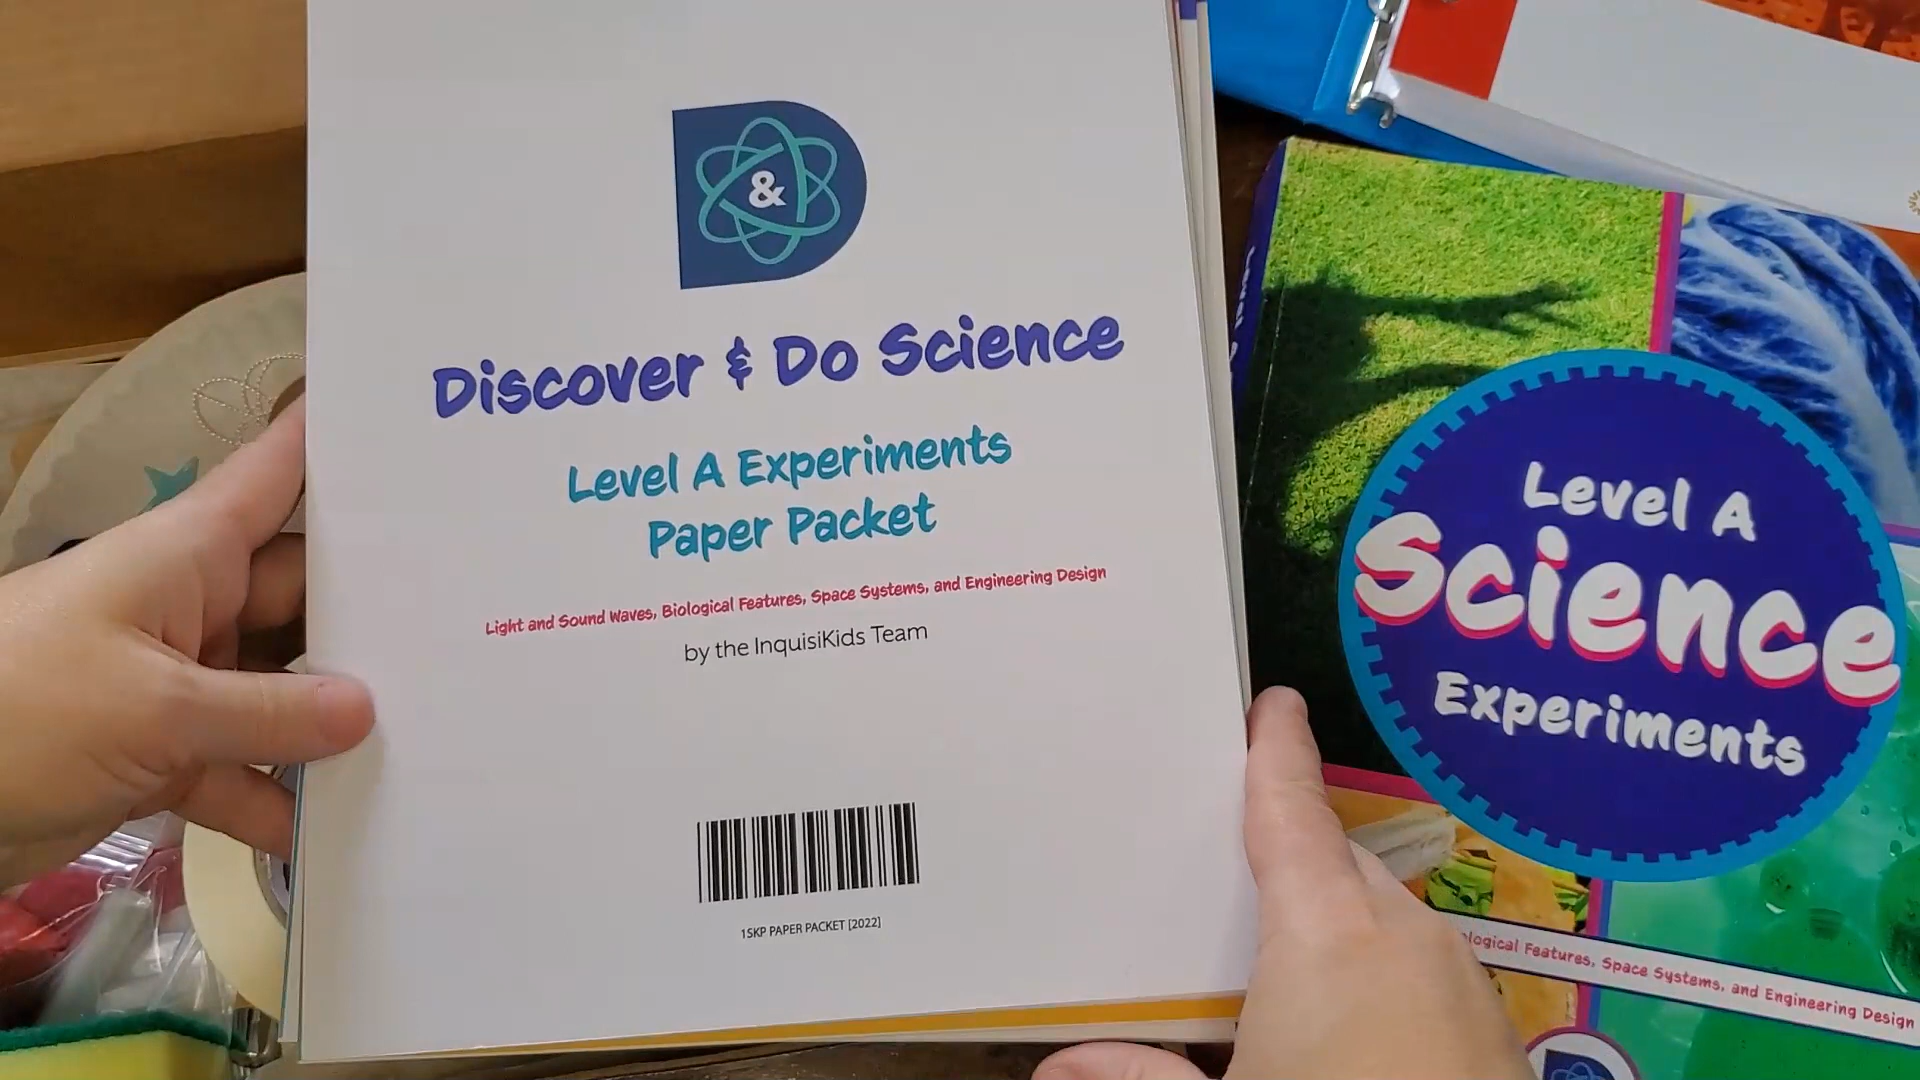 &
Discover & Do Science
Level A Experiments
Paper Packet
Light and Sound Waves, Biological Features, Space Systems, and Engineering Design
by the InquisiKids Team
1SKP PAPER PACKET [2022]
Level A
Science
Experiments
Features, Space Systems, and Engineering Design